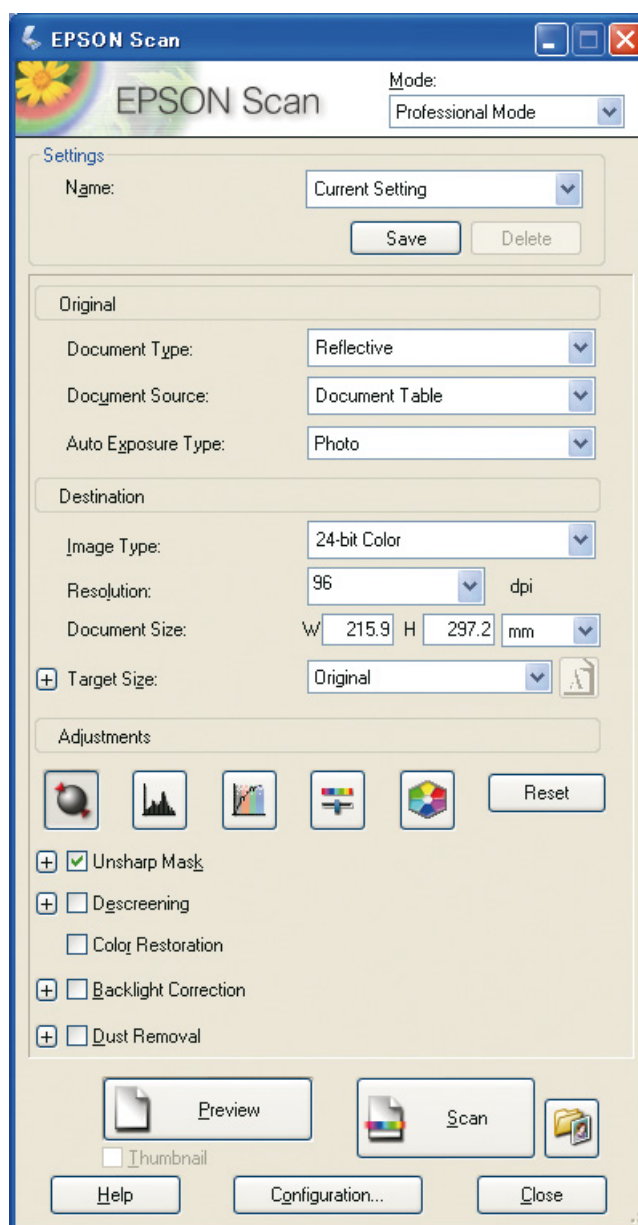 EPSON Scan
EPSON Scan
Mode:
Professional Mode
Settings
Name: Current Setting
Save Delete
Original
Document Type: Reflective
Document Source: Document Table
Auto Exposure Type: Photo
Destination
Image Type: 24-bit Color
Resolution: 96 dpi
Document Size: W 215.9 H 297.2 mm
Target Size: Original
Adjustments
Reset
Unsharp Mask
Descreening
Color Restoration
Backlight Correction
Dust Removal
Preview Scan
Thumbnail
Help Configuration... Close